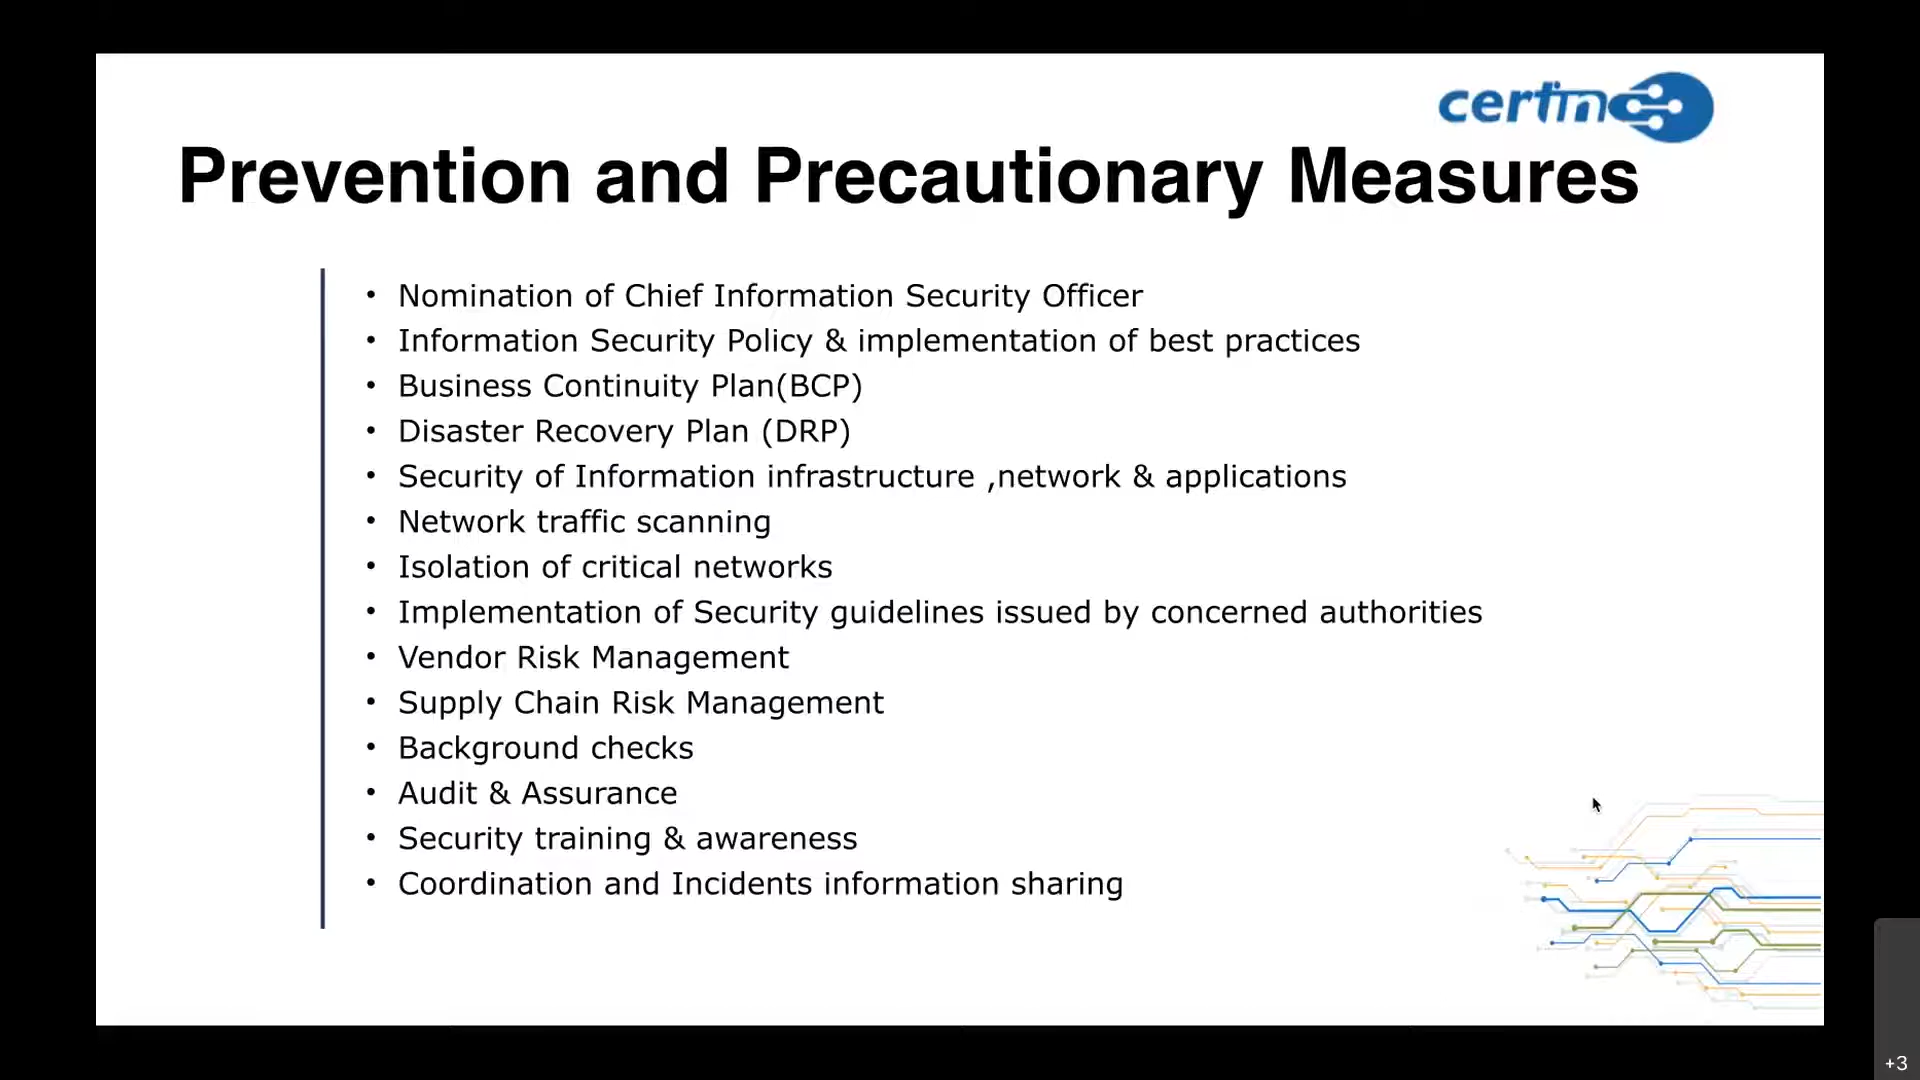 certin
Prevention and Precautionary Measures
• Nomination of Chief Information Security Officer
• Information Security Policy & implementation of best practices
• Business Continuity Plan(BCP)
• Disaster Recovery Plan (DRP)
• Security of Information infrastructure ,network & applications
• Network traffic scanning
• Isolation of critical networks
• Implementation of Security guidelines issued by concerned authorities
• Vendor Risk Management
• Supply Chain Risk Management
• Background checks
• Audit & Assurance
• Security training & awareness
• Coordination and Incidents information sharing
+3